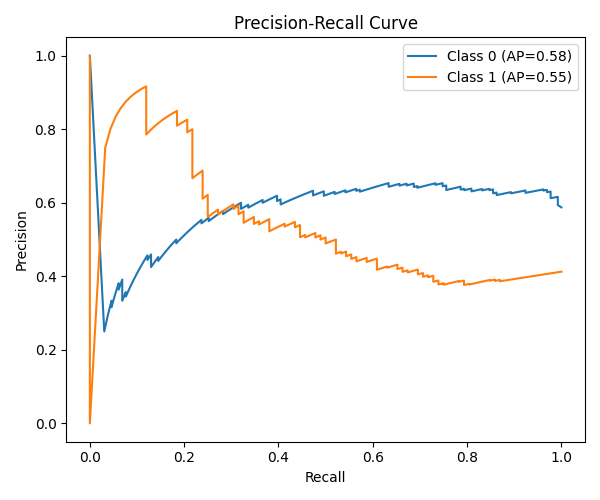 Precision-Recall Curve
Class 0 (AP=0.58)
Class 1 (AP=0.55)
Precision
1.0
0.8
0.6
0.4
0.2
0.0
0.0 0.2 0.4 0.6 0.8 1.0
Recall